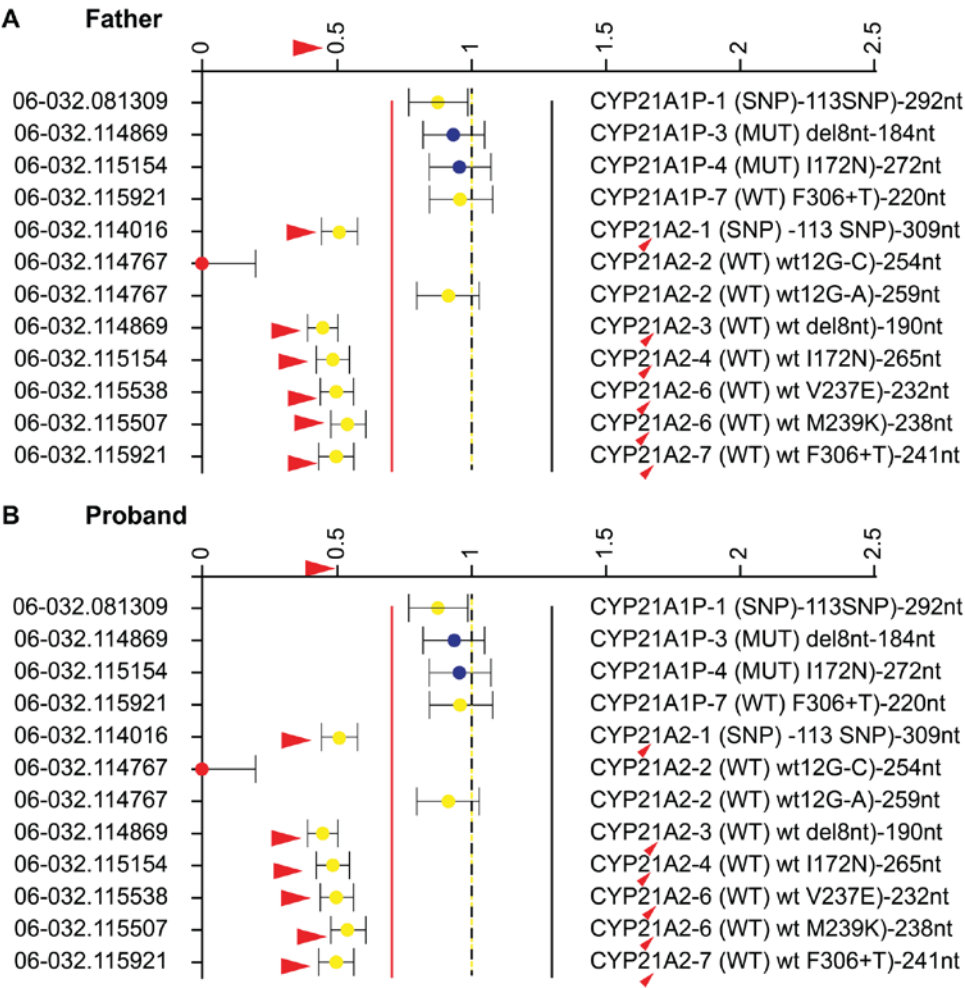 A Father
0 0.5 1 1.5 2 2.5
06-032.081309 CYP21A1P-1 (SNP)-113SNP)-292nt
06-032.114869 CYP21A1P-3 (MUT) del8nt-184nt
06-032.115154 CYP21A1P-4 (MUT) I172N)-272nt
06-032.115921 CYP21A1P-7 (WT) F306+T)-220nt
06-032.114016 CYP21A2-1 (SNP) -113 SNP)-309nt
06-032.114767 CYP21A2-2 (WT) wt12G-C)-254nt
06-032.114767 CYP21A2-2 (WT) wt12G-A)-259nt
06-032.114869 CYP21A2-3 (WT) wt del8nt)-190nt
06-032.115154 CYP21A2-4 (WT) wt I172N)-265nt
06-032.115538 CYP21A2-6 (WT) wt V237E)-232nt
06-032.115507 CYP21A2-6 (WT) wt M239K)-238nt
06-032.115921 CYP21A2-7 (WT) wt F306+T)-241nt
B Proband
0 0.5 1 1.5 2 2.5
06-032.081309 CYP21A1P-1 (SNP)-113SNP)-292nt
06-032.114869 CYP21A1P-3 (MUT) del8nt-184nt
06-032.115154 CYP21A1P-4 (MUT) I172N)-272nt
06-032.115921 CYP21A1P-7 (WT) F306+T)-220nt
06-032.114016 CYP21A2-1 (SNP) -113 SNP)-309nt
06-032.114767 CYP21A2-2 (WT) wt12G-C)-254nt
06-032.114767 CYP21A2-2 (WT) wt12G-A)-259nt
06-032.114869 CYP21A2-3 (WT) wt del8nt)-190nt
06-032.115154 CYP21A2-4 (WT) wt I172N)-265nt
06-032.115538 CYP21A2-6 (WT) wt V237E)-232nt
06-032.115507 CYP21A2-6 (WT) wt M239K)-238nt
06-032.115921 CYP21A2-7 (WT) wt F306+T)-241nt